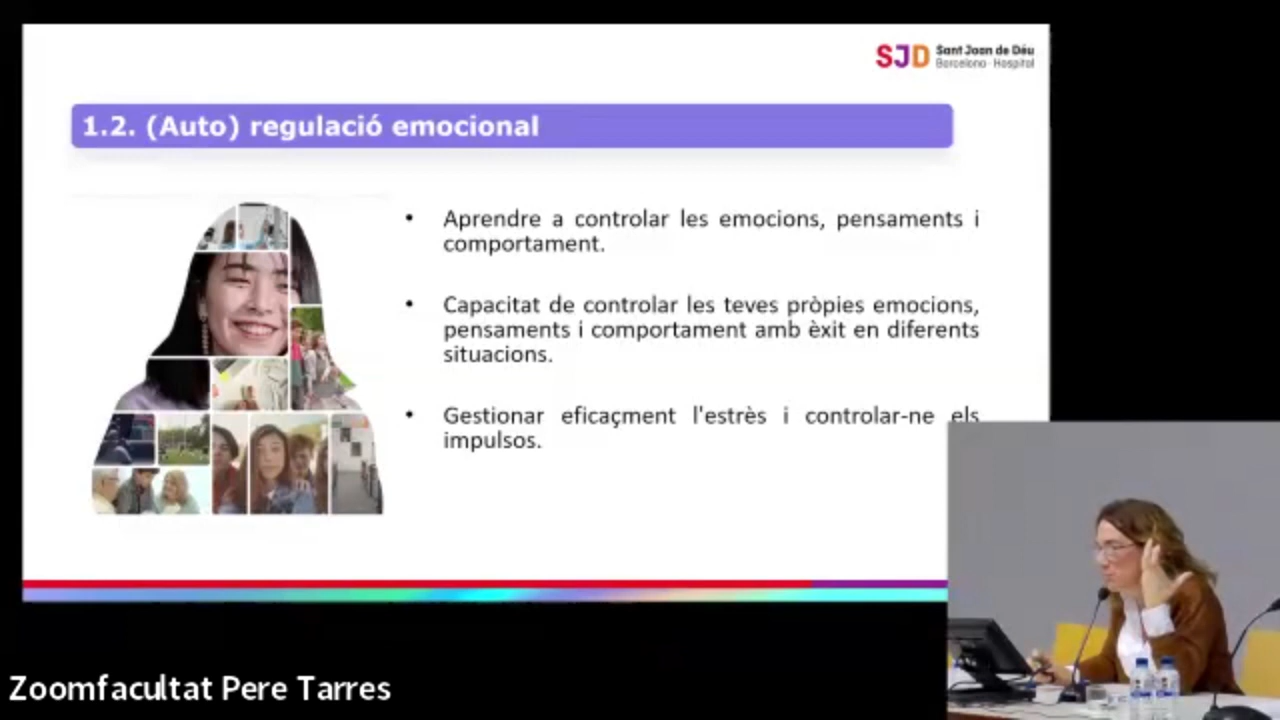 SJD Sant Joan de Déu
Barcelona · Hospital
1.2. (Auto) regulació emocional
• Aprendre a controlar les emocions, pensaments i
comportament.
• Capacitat de controlar les teves pròpies emocions,
pensaments i comportament amb èxit en diferents
situacions.
• Gestionar eficaçment l'estrès i controlar-ne els
impulsos.
Zoomfacultat Pere Tarres